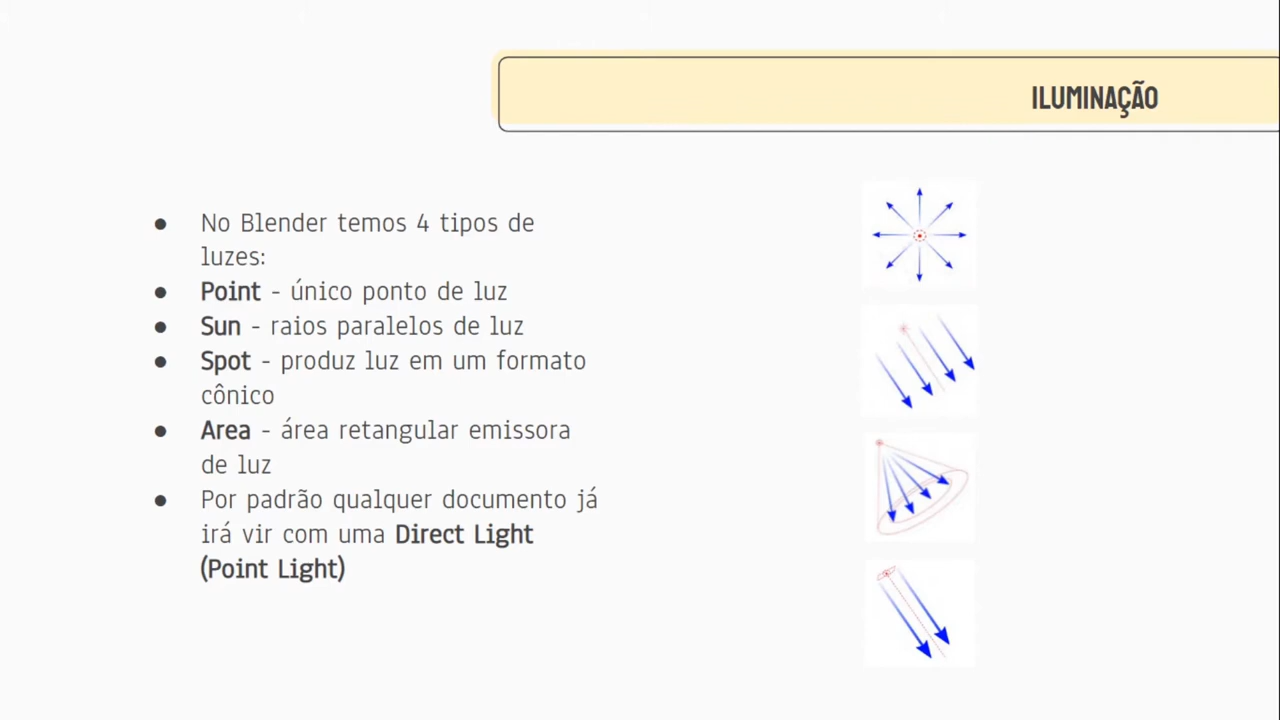 ILUMINAÇÃO
● No Blender temos 4 tipos de
luzes:
● Point - único ponto de luz
● Sun - raios paralelos de luz
● Spot - produz luz em um formato
cônico
● Area - área retangular emissora
de luz
● Por padrão qualquer documento já
irá vir com uma Direct Light
(Point Light)